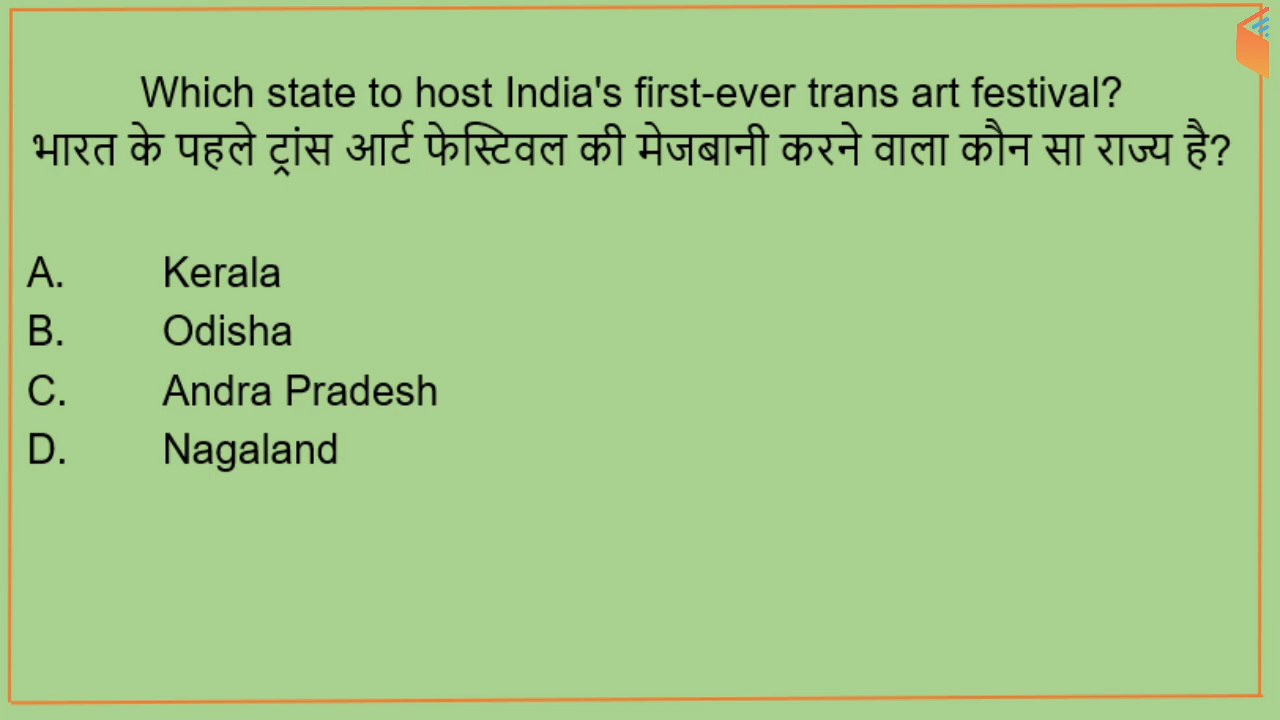 Which state to host India's first-ever trans art festival?
भारत के पहले ट्रांस आर्ट फेस्टिवल की मेजबानी करने वाला कौन सा राज्य है?
A. Kerala
B. Odisha
C. Andra Pradesh
D. Nagaland